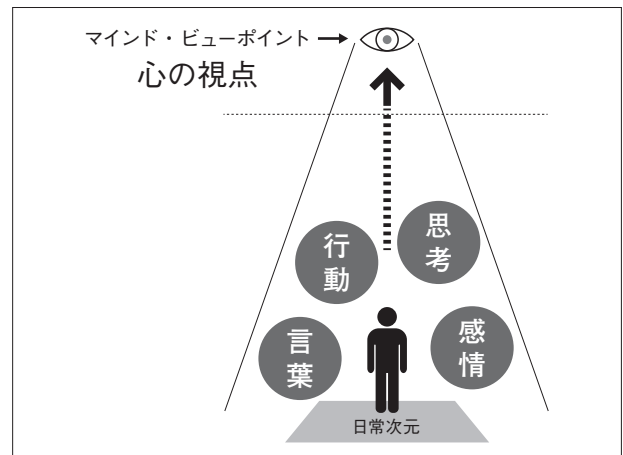 マインド・ビューポイント
心の視点
思考
行動
感情
言葉
日常次元